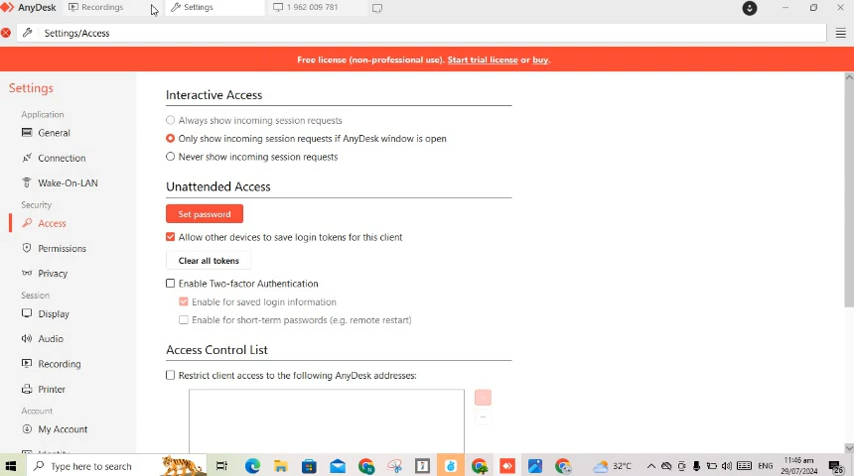 AnyDesk
Recordings
Settings
1 962 009 781
Settings/Access
Free license (non-professional use). Start trial license or buy.
Settings
Application
General
Connection
Wake-On-LAN
Security
Access
Permissions
Privacy
Session
Display
Audio
Recording
Printer
Account
My Account
Interactive Access
Always show incoming session requests
Only show incoming session requests if AnyDesk window is open
Never show incoming session requests
Unattended Access
Set password
Allow other devices to save login tokens for this client
Clear all tokens
Enable Two-factor Authentication
Enable for saved login information
Enable for short-term passwords (e.g. remote restart)
Access Control List
Restrict client access to the following AnyDesk addresses:
Type here to search
32°C
ENG
11:45 am
29/07/2024